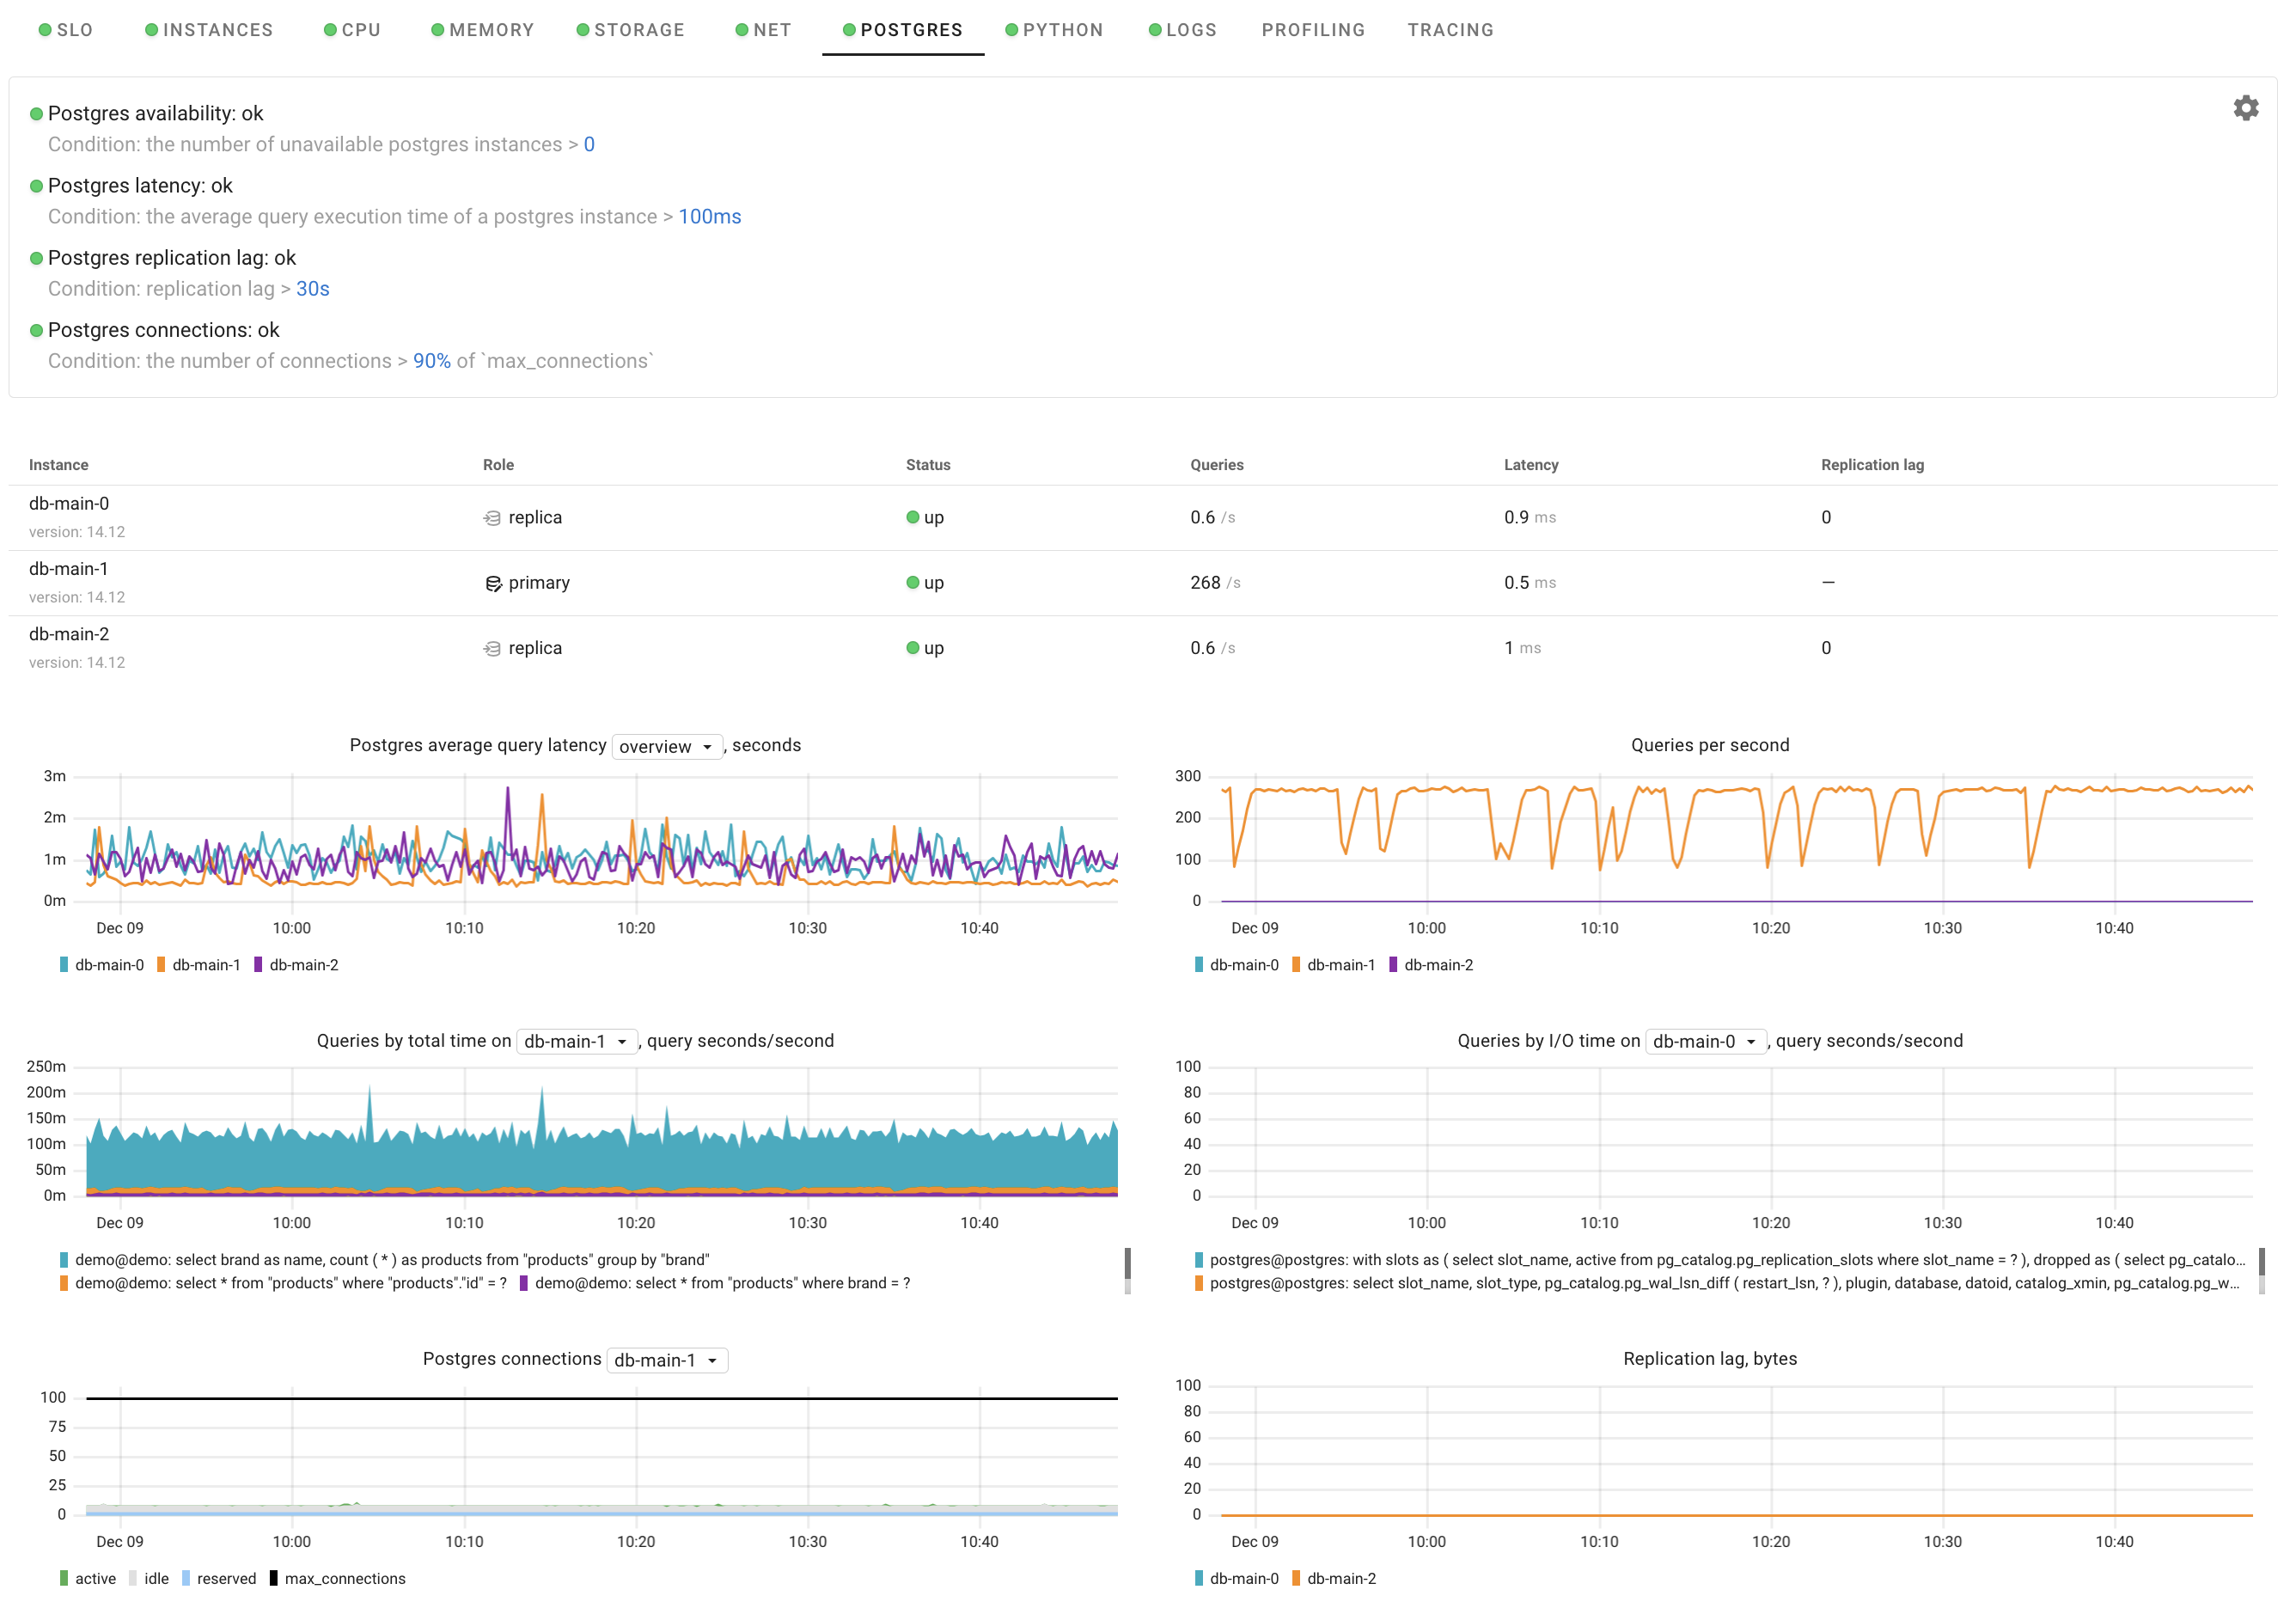 SLO INSTANCES CPU MEMORY STORAGE NET POSTGRES PYTHON LOGS PROFILING TRACING
Postgres availability: ok
Condition: the number of unavailable postgres instances > 0
Postgres latency: ok
Condition: the average query execution time of a postgres instance > 100ms
Postgres replication lag: ok
Condition: replication lag > 30s
Postgres connections: ok
Condition: the number of connections > 90% of `max_connections`
Instance Role Status Queries Latency Replication lag
db-main-0
version: 14.12
replica up 0.6 /s 0.9 ms 0
db-main-1
version: 14.12
primary up 268 /s 0.5 ms —
db-main-2
version: 14.12
replica up 0.6 /s 1 ms 0
Postgres average query latency overview , seconds
3m
2m
1m
0m
Dec 09 10:00 10:10 10:20 10:30 10:40
db-main-0 db-main-1 db-main-2
Queries per second
300
200
100
0
Dec 09 10:00 10:10 10:20 10:30 10:40
db-main-0 db-main-1 db-main-2
Queries by total time on db-main-1 , query seconds/second
250m
200m
150m
100m
50m
0m
Dec 09 10:00 10:10 10:20 10:30 10:40
demo@demo: select brand as name, count ( * ) as products from "products" group by "brand"
demo@demo: select * from "products" where "products"."id" = ? demo@demo: select * from "products" where brand = ?
Queries by I/O time on db-main-0 , query seconds/second
100
80
60
40
20
0
Dec 09 10:00 10:10 10:20 10:30 10:40
postgres@postgres: with slots as ( select slot_name, active from pg_catalog.pg_replication_slots where slot_name = ? ), dropped as ( select pg_catalo...
postgres@postgres: select slot_name, slot_type, pg_catalog.pg_wal_lsn_diff ( restart_lsn, ? ), plugin, database, datoid, catalog_xmin, pg_catalog.pg_w...
Postgres connections db-main-1
100
75
50
25
0
Dec 09 10:00 10:10 10:20 10:30 10:40
active idle reserved max_connections
Replication lag, bytes
100
80
60
40
20
0
Dec 09 10:00 10:10 10:20 10:30 10:40
db-main-0 db-main-2